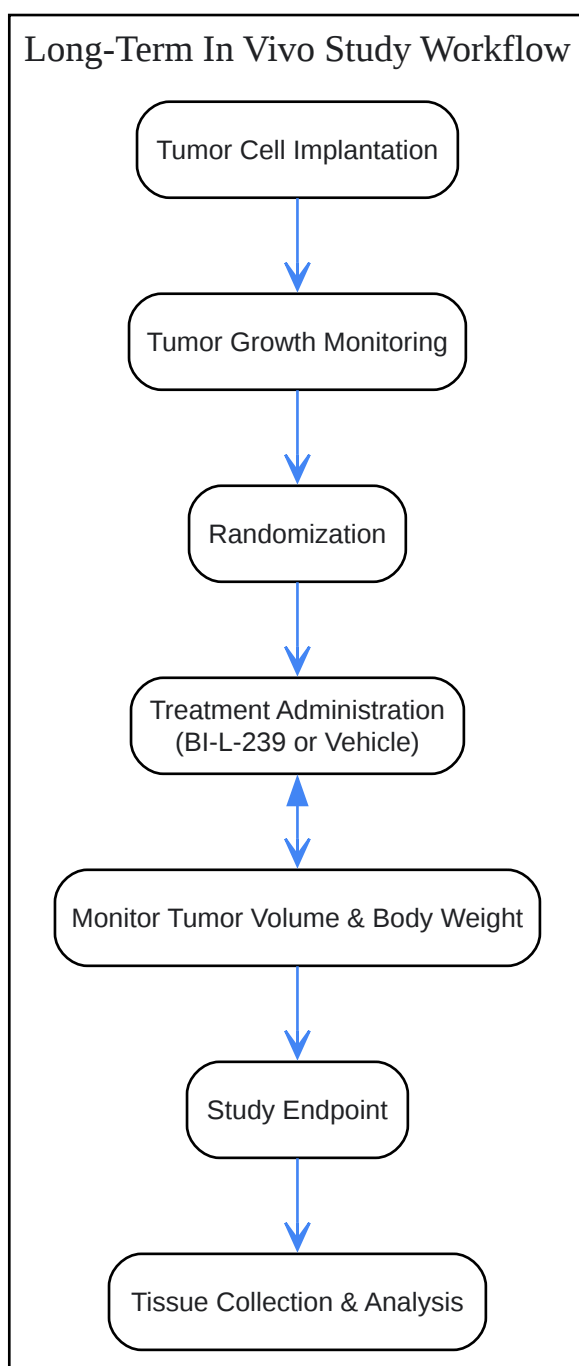 Long-Term In Vivo Study Workflow
Tumor Cell Implantation
Tumor Growth Monitoring
Randomization
Treatment Administration
(BI-L-239 or Vehicle)
Monitor Tumor Volume & Body Weight
Study Endpoint
Tissue Collection & Analysis